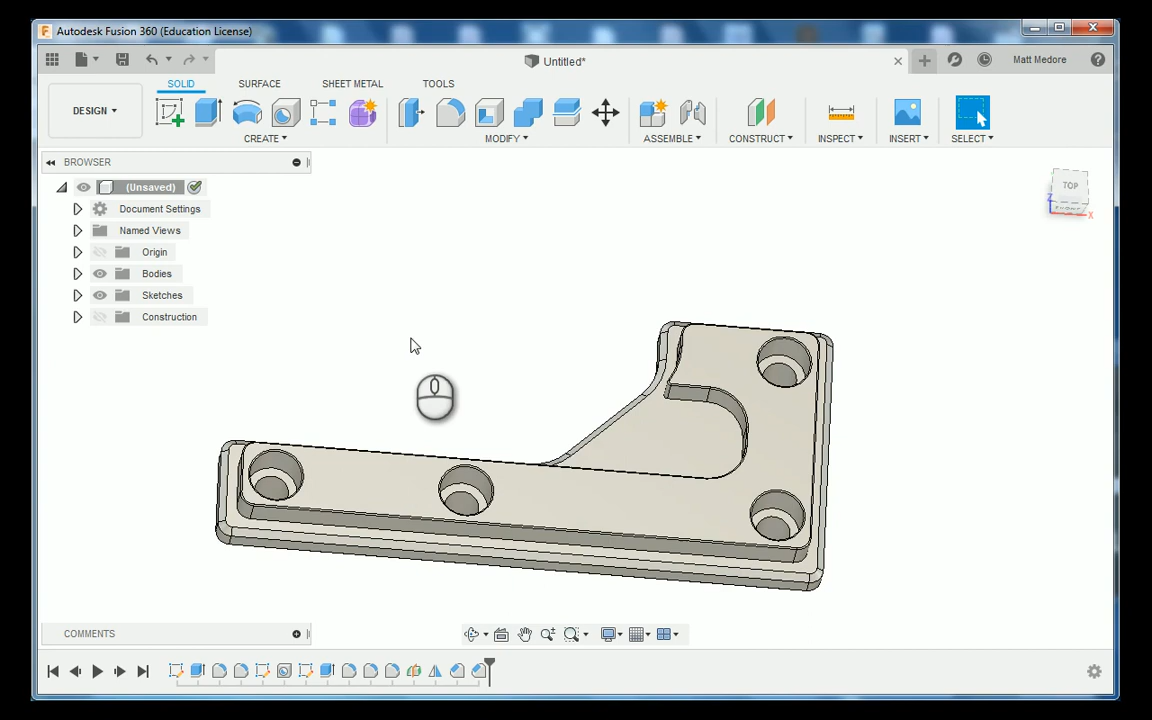 Autodesk Fusion 360 (Education License)
Untitled*
Matt Medore
SOLID SURFACE SHEET METAL TOOLS
DESIGN
CREATE MODIFY ASSEMBLE CONSTRUCT INSPECT INSERT SELECT
BROWSER
(Unsaved)
Document Settings
Named Views
Origin
Bodies
Sketches
Construction
TOP
FRONT
Z
X
COMMENTS